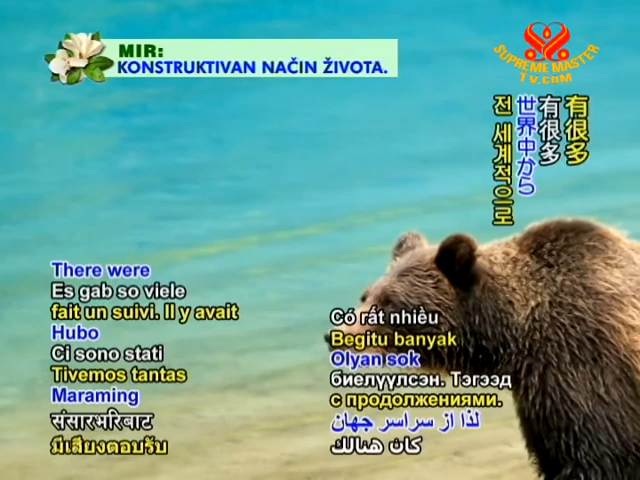 MIR:
KONSTRUKTIVAN NAČIN ŽIVOTA.
SUPREME MASTER
TV.COM
有很多
有很多
世界中から
전 세계적으로
There were
Es gab so viele
fait un suivi. Il y avait
Hubo
Ci sono stati
Tivemos tantas
Maraming
संसारभरिबाट
มีเสียงตอบรับ
Có rất nhiều
Begitu banyak
Olyan sok
биелүүлсэн. Тэгээд
с продолжениями.
لذا از سراسر جهان
كان هنالك